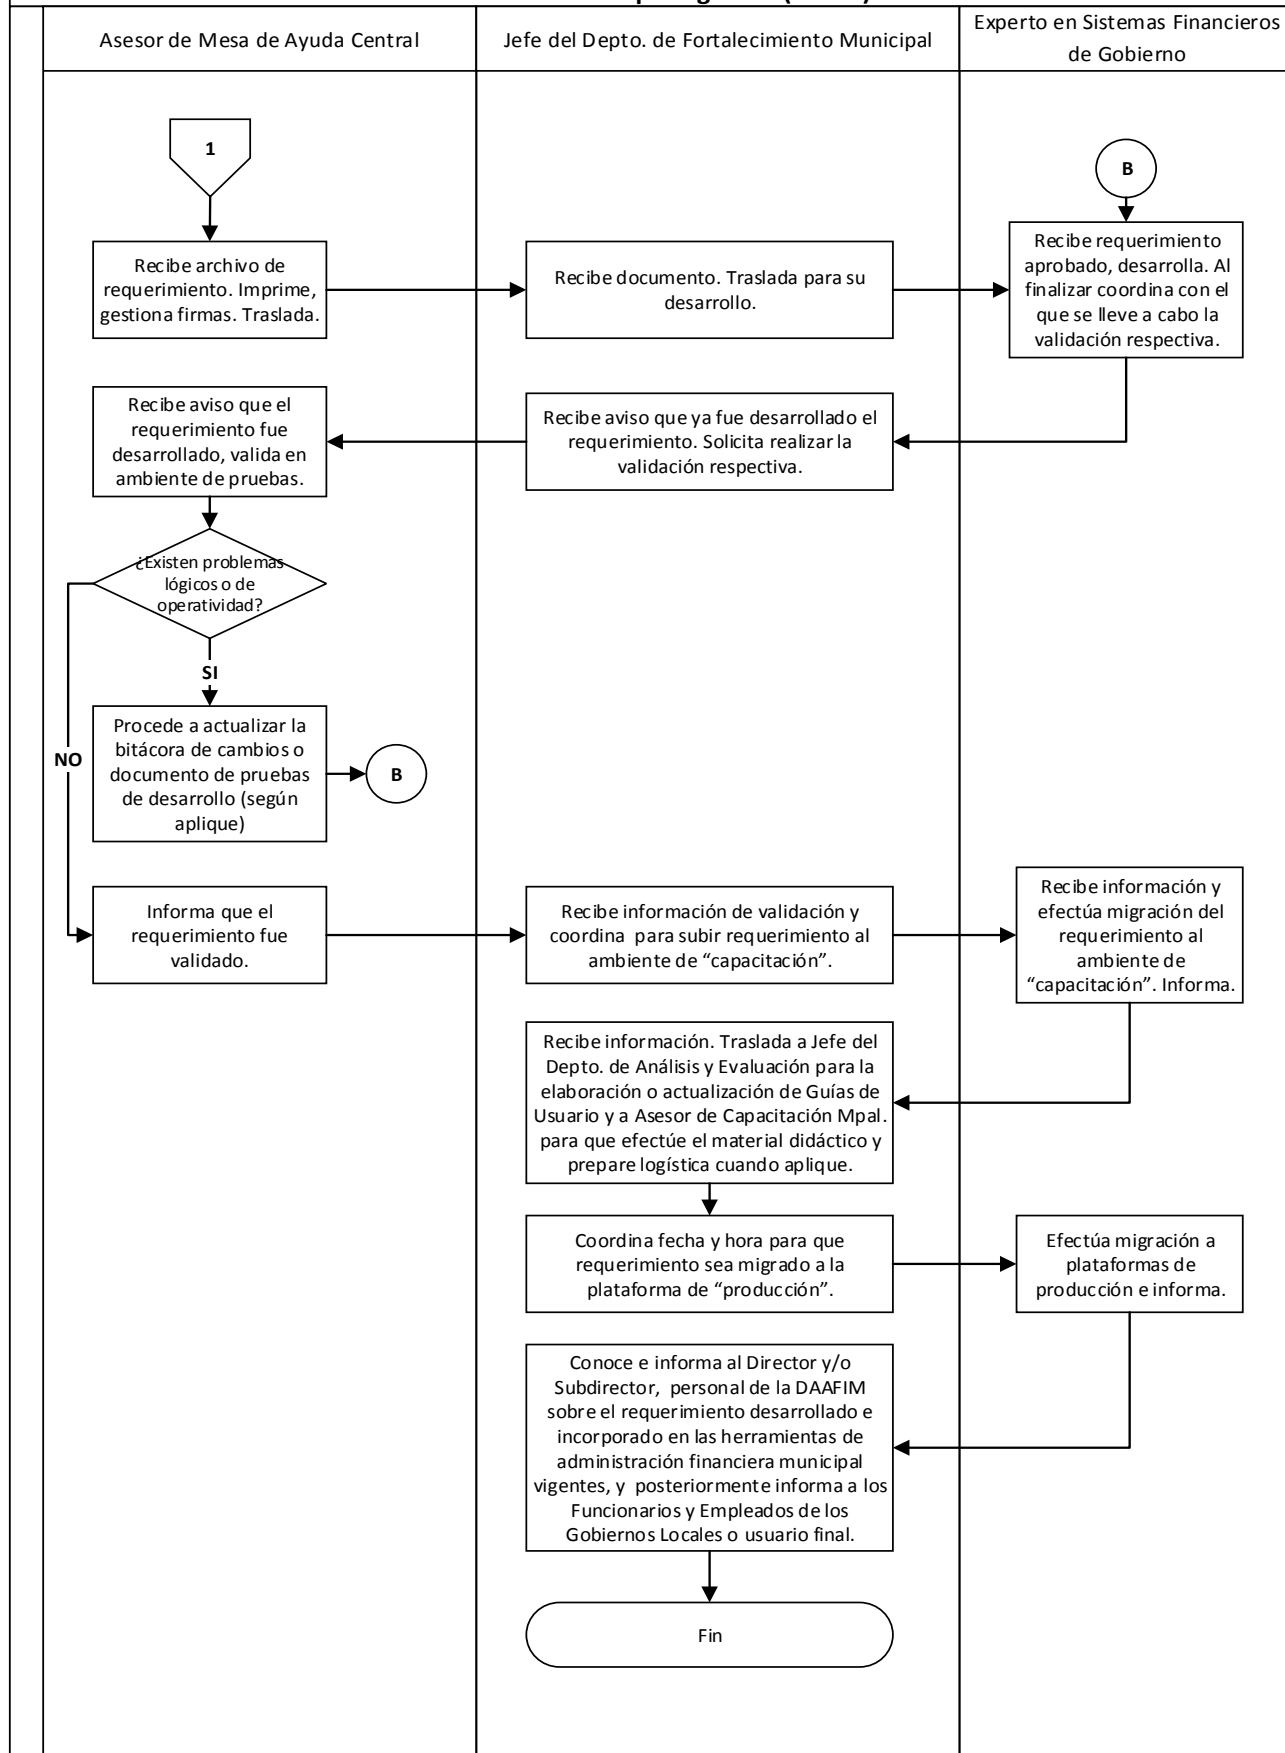 Asesor de Mesa de Ayuda Central
Jefe del Depto. de Fortalecimiento Municipal
Experto en Sistemas Financieros
de Gobierno
1
B
Recibe archivo de
requerimiento. Imprime,
gestiona firmas. Traslada.
Recibe documento. Traslada para su
desarrollo.
Recibe requerimiento
aprobado, desarrolla. Al
finalizar coordina con el
que se lleve a cabo la
validación respectiva.
Recibe aviso que el
requerimiento fue
desarrollado, valida en
ambiente de pruebas.
Recibe aviso que ya fue desarrollado el
requerimiento. Solicita realizar la
validación respectiva.
¿Existen problemas
lógicos o de
operatividad?
SI
NO
Procede a actualizar la
bitácora de cambios o
documento de pruebas
de desarrollo (según
aplique)
B
Informa que el
requerimiento fue
validado.
Recibe información de validación y
coordina para subir requerimiento al
ambiente de “capacitación”.
Recibe información y
efectúa migración del
requerimiento al
ambiente de
“capacitación”. Informa.
Recibe información. Traslada a Jefe del
Depto. de Análisis y Evaluación para la
elaboración o actualización de Guías de
Usuario y a Asesor de Capacitación Mpal.
para que efectúe el material didáctico y
prepare logística cuando aplique.
Coordina fecha y hora para que
requerimiento sea migrado a la
plataforma de “producción”.
Efectúa migración a
plataformas de
producción e informa.
Conoce e informa al Director y/o
Subdirector, personal de la DAAFIM
sobre el requerimiento desarrollado e
incorporado en las herramientas de
administración financiera municipal
vigentes, y posteriormente informa a los
Funcionarios y Empleados de los
Gobiernos Locales o usuario final.
Fin